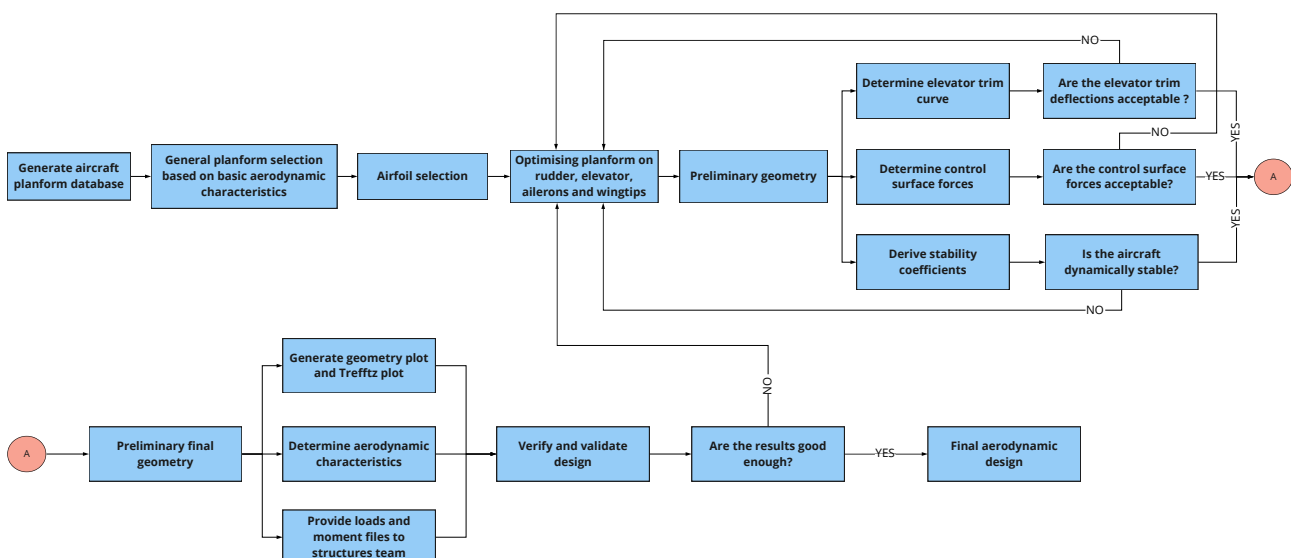 NO
Determine elevator trim
curve
Are the elevator trim
deflections acceptable ?
YES
NO
Generate aircraft
planform database
General planform selection
based on basic aerodynamic
characteristics
Airfoil selection
Optimising planform on
rudder, elevator,
ailerons and wingtips
Preliminary geometry
Determine control
surface forces
Are the control surface
forces acceptable?
YES
A
YES
Derive stability
coefficients
Is the aircraft
dynamically stable?
NO
Generate geometry plot
and Trefftz plot
NO
A
Preliminary final
geometry
Determine aerodynamic
characteristics
Verify and validate
design
Are the results good
enough?
YES
Final aerodynamic
design
Provide loads and
moment files to
structures team